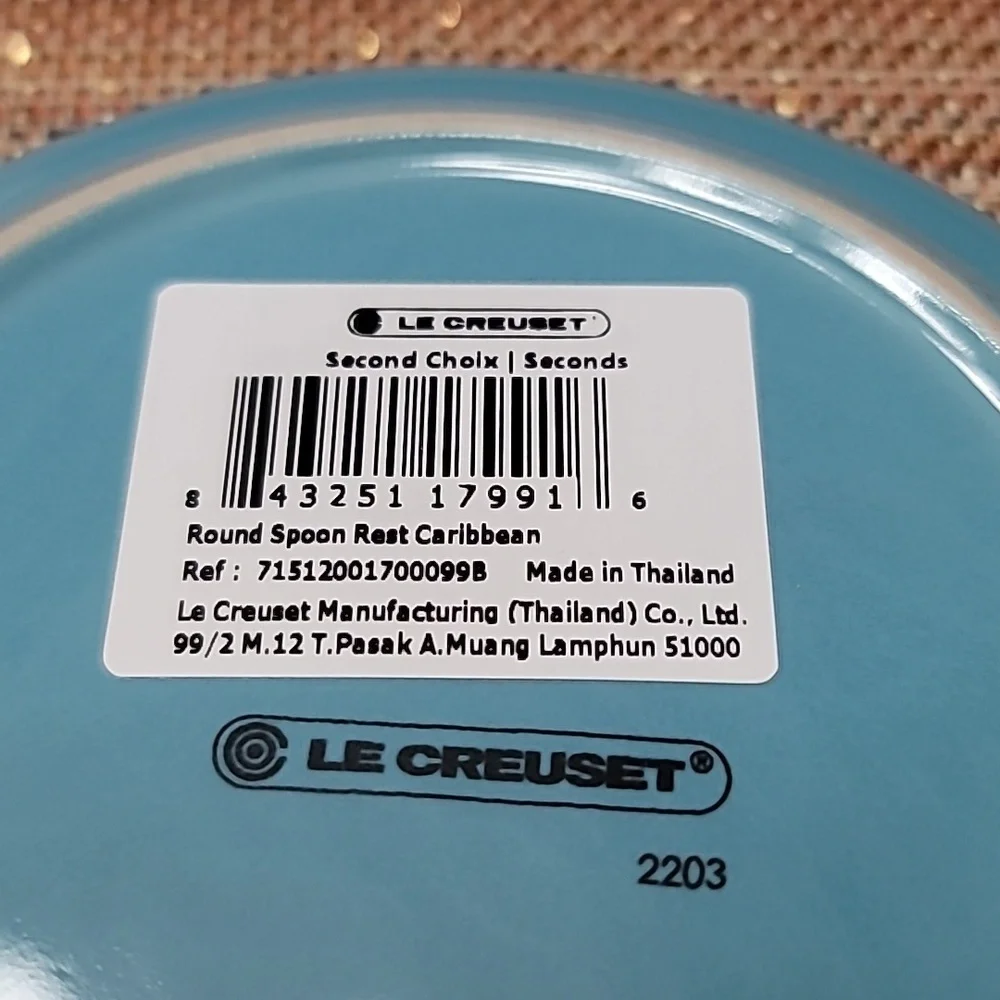 LE CREUSET
Second Choix | Seconds
8 43251 17991 6
Round Spoon Rest Caribbean
Ref : 71512001700099B Made in Thailand
Le Creuset Manufacturing (Thailand) Co., Ltd.
99/2 M.12 T.Pasak A.Muang Lamphun 51000
LE CREUSET®
2203